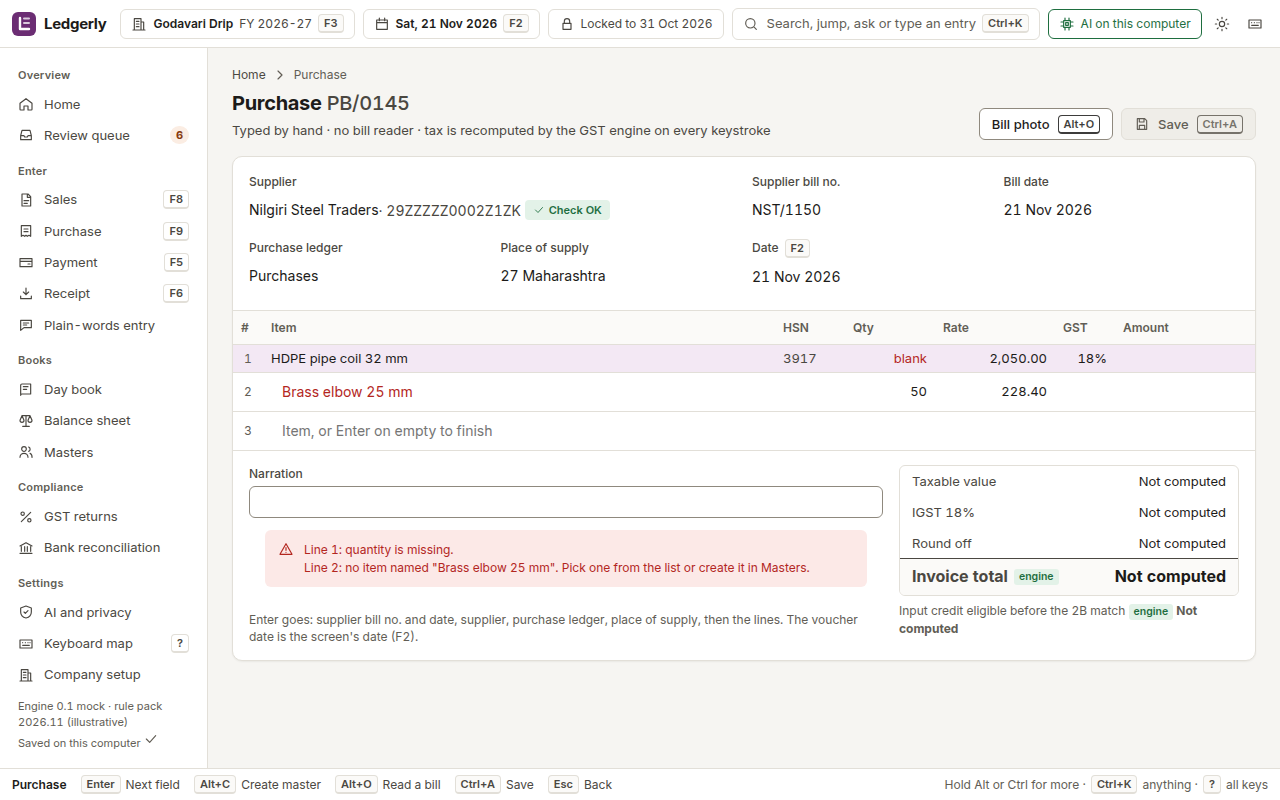 Ledgerly
Godavari Drip FY 2026-27 F3
Sat, 21 Nov 2026 F2
Locked to 31 Oct 2026
Search, jump, ask or type an entry Ctrl+K
AI on this computer
Overview
Home
Review queue 6
Enter
Sales F8
Purchase F9
Payment F5
Receipt F6
Plain-words entry
Books
Day book
Balance sheet
Masters
Compliance
GST returns
Bank reconciliation
Settings
AI and privacy
Keyboard map ?
Company setup
Engine 0.1 mock · rule pack
2026.11 (illustrative)
Saved on this computer
Home Purchase
Purchase PB/0145
Typed by hand · no bill reader · tax is recomputed by the GST engine on every keystroke
Bill photo Alt+O
Save Ctrl+A
Supplier Supplier bill no. Bill date
Nilgiri Steel Traders· 29ZZZZZ0002Z1ZK Check OK NST/1150 21 Nov 2026
Purchase ledger Place of supply Date F2
Purchases 27 Maharashtra 21 Nov 2026
# Item HSN Qty Rate GST Amount
1 HDPE pipe coil 32 mm 3917 blank 2,050.00 18%
2 Brass elbow 25 mm 50 228.40
3 Item, or Enter on empty to finish
Narration
Line 1: quantity is missing.
Line 2: no item named "Brass elbow 25 mm". Pick one from the list or create it in Masters.
Enter goes: supplier bill no. and date, supplier, purchase ledger, place of supply, then the lines. The voucher
date is the screen's date (F2).
Taxable value Not computed
IGST 18% Not computed
Round off Not computed
Invoice total engine Not computed
Input credit eligible before the 2B match engine Not
computed
Purchase Enter Next field Alt+C Create master Alt+O Read a bill Ctrl+A Save Esc Back
Hold Alt or Ctrl for more · Ctrl+K anything · ? all keys